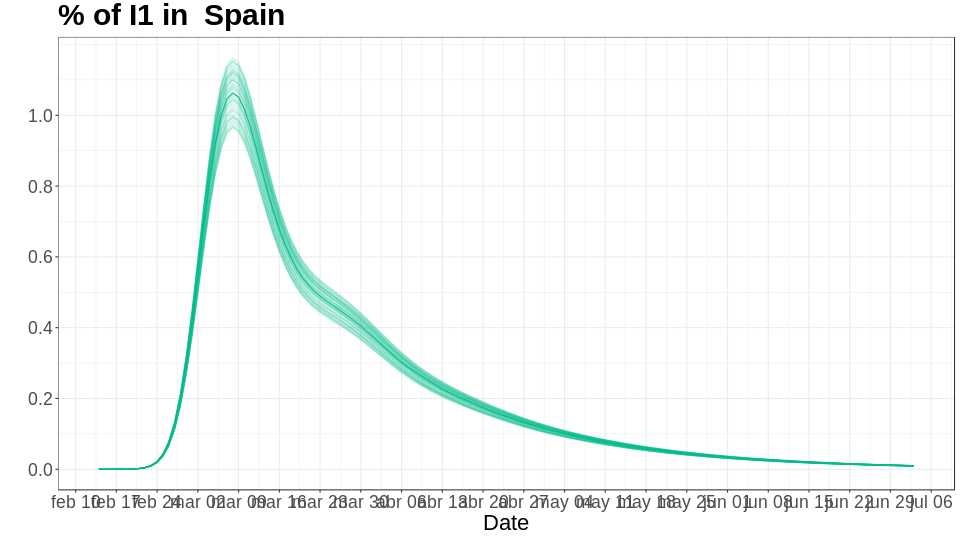 % of I1 in  Spain
1.0
0.8
0.6
0.4
0.2
0.0
feb 10 feb 17 feb 24 mar 02 mar 09 mar 16 mar 23 mar 30 abr 06 abr 13 abr 20 abr 27 may 04 may 11 may 18 may 25 jun 01 jun 08 jun 15 jun 22 jun 29 jul 06
Date